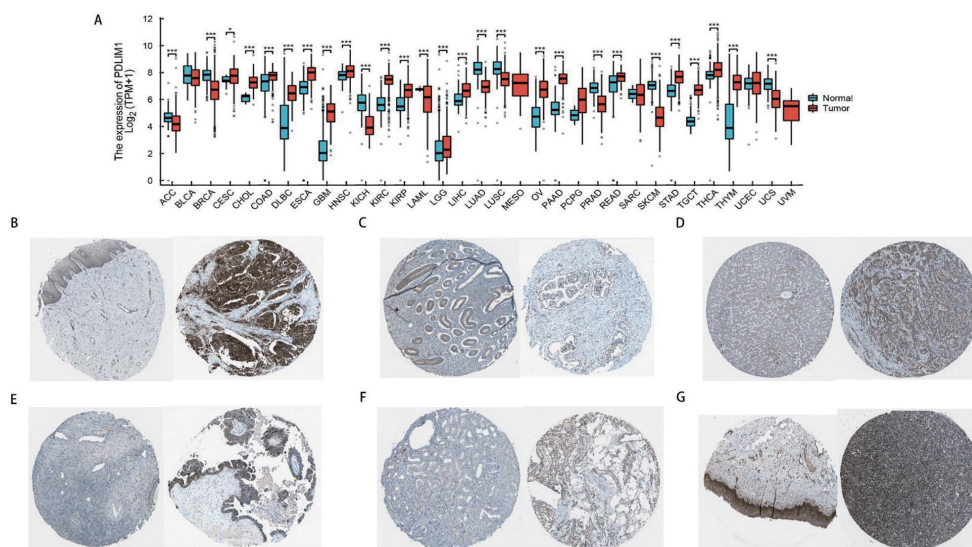 A
The expression of PDLIM1
Log2 (TPM+1)
12
10
8
6
4
2
0
*** *** * *** *** *** *** *** *** *** *** *** *** *** *** *** *** *** *** *** *** *** *** *** *** *** ***
Normal
Tumor
ACC BLCA BRCA CESC CHOL COAD DLBC ESCA GBM HNSC KICH KIRC KIRP LAML LGG LIHC LUAD LUSC MESO OV PAAD PCPG PRAD READ SARC SKCM STAD TGCT THCA THYM UCEC UCS UVM
B C D
E F G